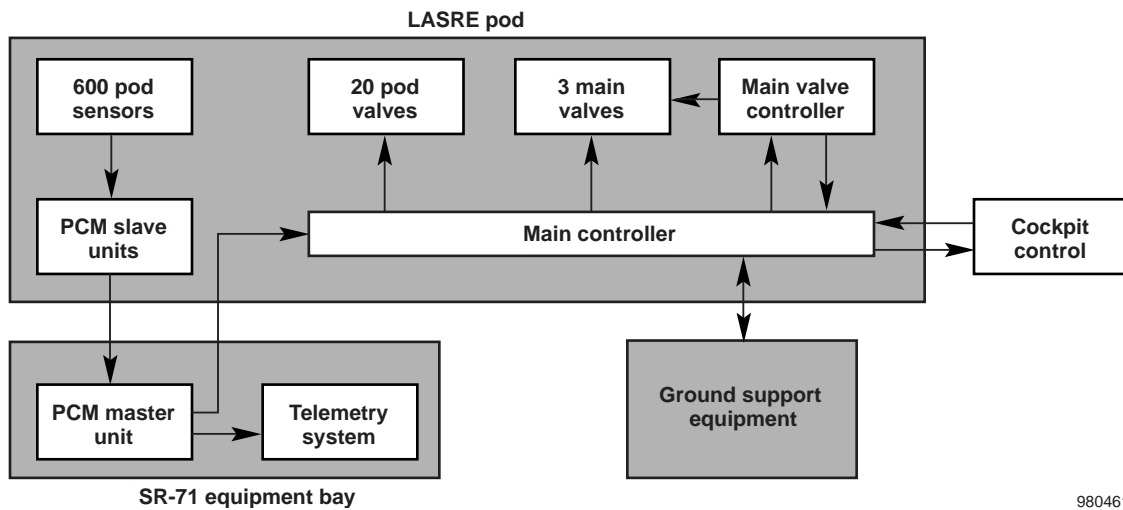 LASRE pod
600 pod
sensors
20 pod
valves
3 main
valves
Main valve
controller
PCM slave
units
Main controller
Cockpit
control
PCM master
unit
Telemetry
system
Ground support
equipment
SR-71 equipment bay
980461